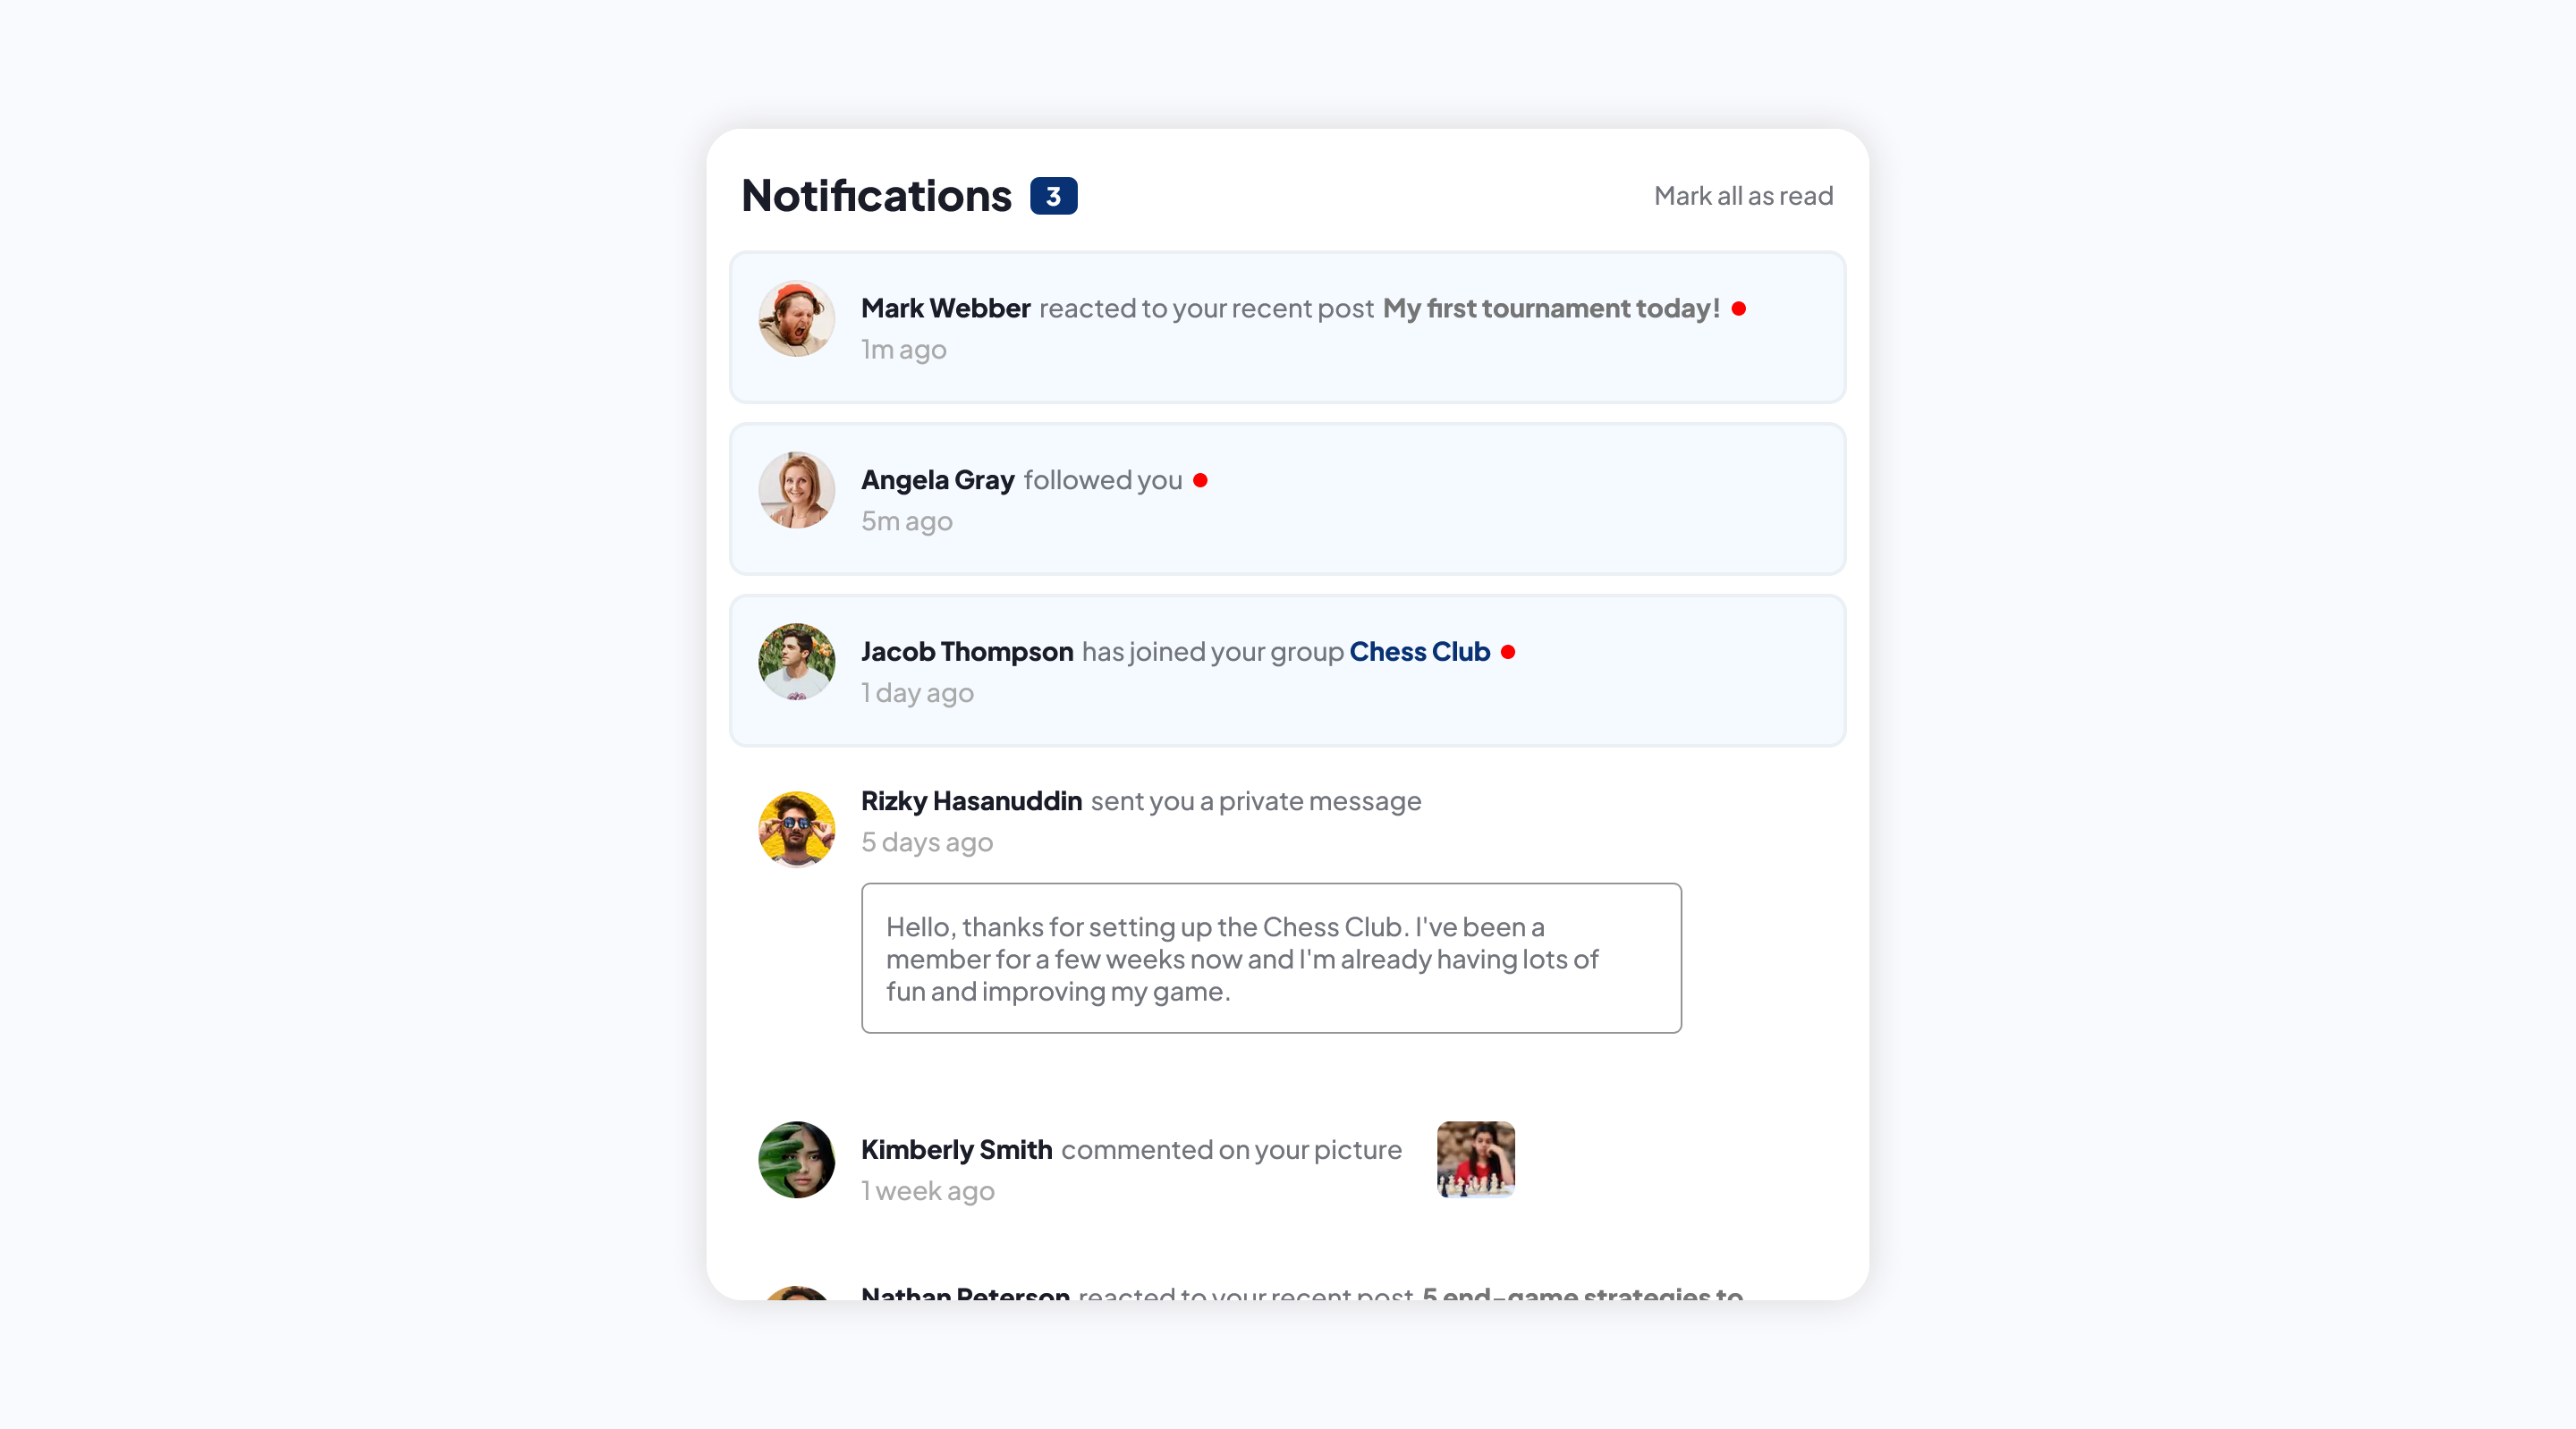 Notifications 3
Mark all as read
Mark Webber reacted to your recent post My first tournament today!
1m ago
Angela Gray followed you
5m ago
Jacob Thompson has joined your group Chess Club
1 day ago
Rizky Hasanuddin sent you a private message
5 days ago
Hello, thanks for setting up the Chess Club. I've been a
member for a few weeks now and I'm already having lots of
fun and improving my game.
Kimberly Smith commented on your picture
1 week ago
Nathan Peterson reacted to your recent post 5 end-game strategies to